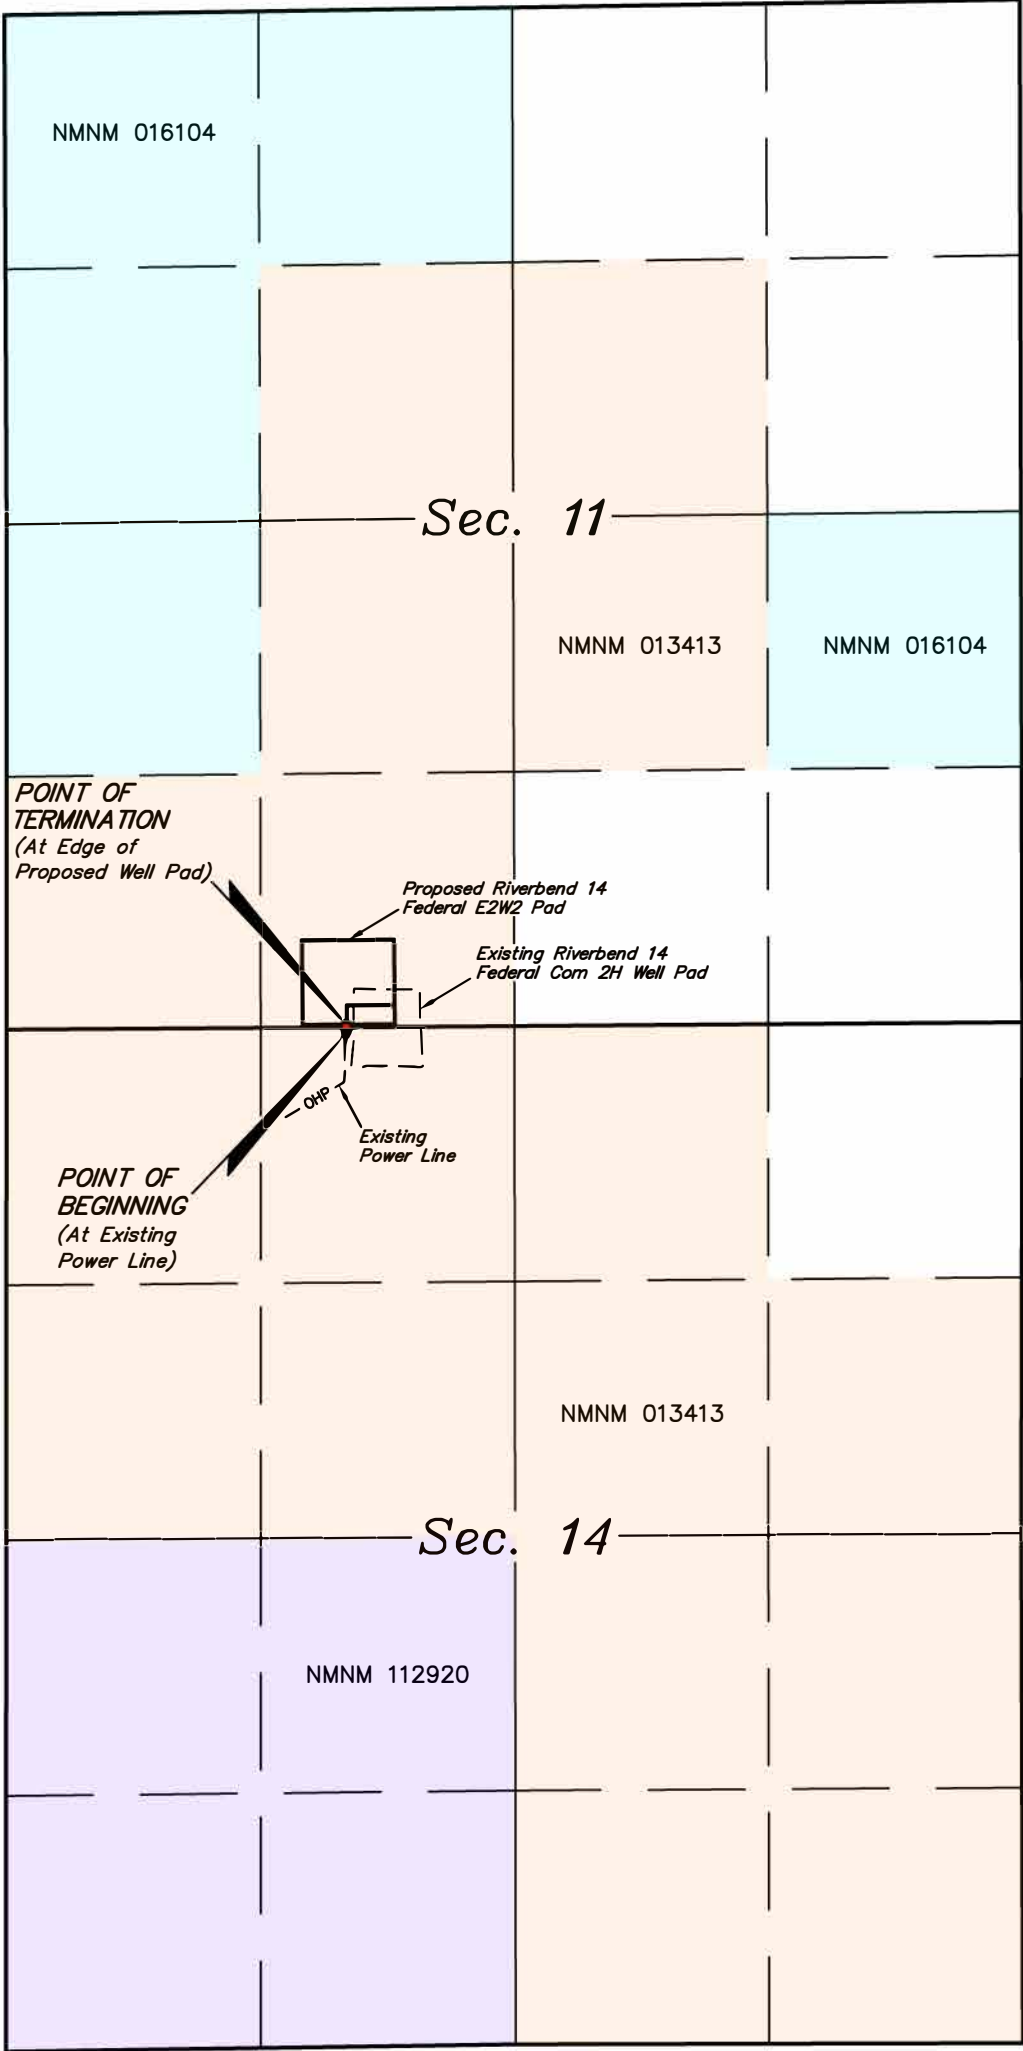 NMNM 016104
Sec. 11
NMNM 013413
NMNM 016104
POINT OF
TERMINATION
(At Edge of
Proposed Well Pad)
Proposed Riverbend 14
Federal E2W2 Pad
Existing Riverbend 14
Federal Com 2H Well Pad
OHP
Existing
Power Line
POINT OF
BEGINNING
(At Existing
Power Line)
NMNM 013413
Sec. 14
NMNM 112920